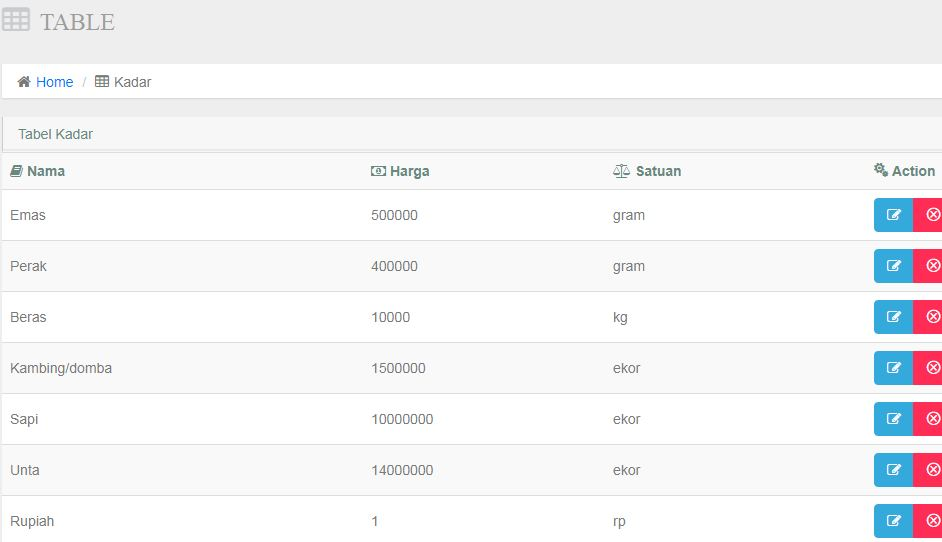 TABLE
Home / Kadar
Tabel Kadar
Nama Harga Satuan Action
Emas 500000 gram
Perak 400000 gram
Beras 10000 kg
Kambing/domba 1500000 ekor
Sapi 10000000 ekor
Unta 14000000 ekor
Rupiah 1 rp